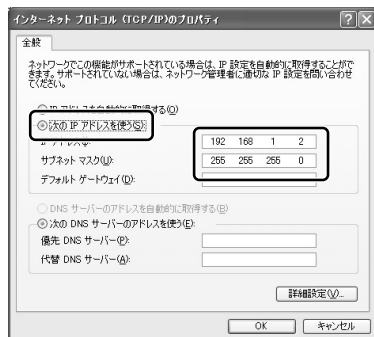 インターネット プロトコル (TCP/IP)のプロパティ
全般
ネットワークでこの機能がサポートされている場合は、IP 設定を自動的に取得することがで
きます。サポートされていない場合は、ネットワーク管理者に適切な IP 設定を問い合わせ
てください。
IP アドレスを自動的に取得する(O)
次の IP アドレスを使う(S):
IP アドレス(I): 192 168 1 2
サブネット マスク(U): 255 255 255 0
デフォルト ゲートウェイ(D):
DNS サーバーのアドレスを自動的に取得する(B)
次の DNS サーバーのアドレスを使う(E):
優先 DNS サーバー(P):
代替 DNS サーバー(A):
詳細設定(V)...
OK キャンセル